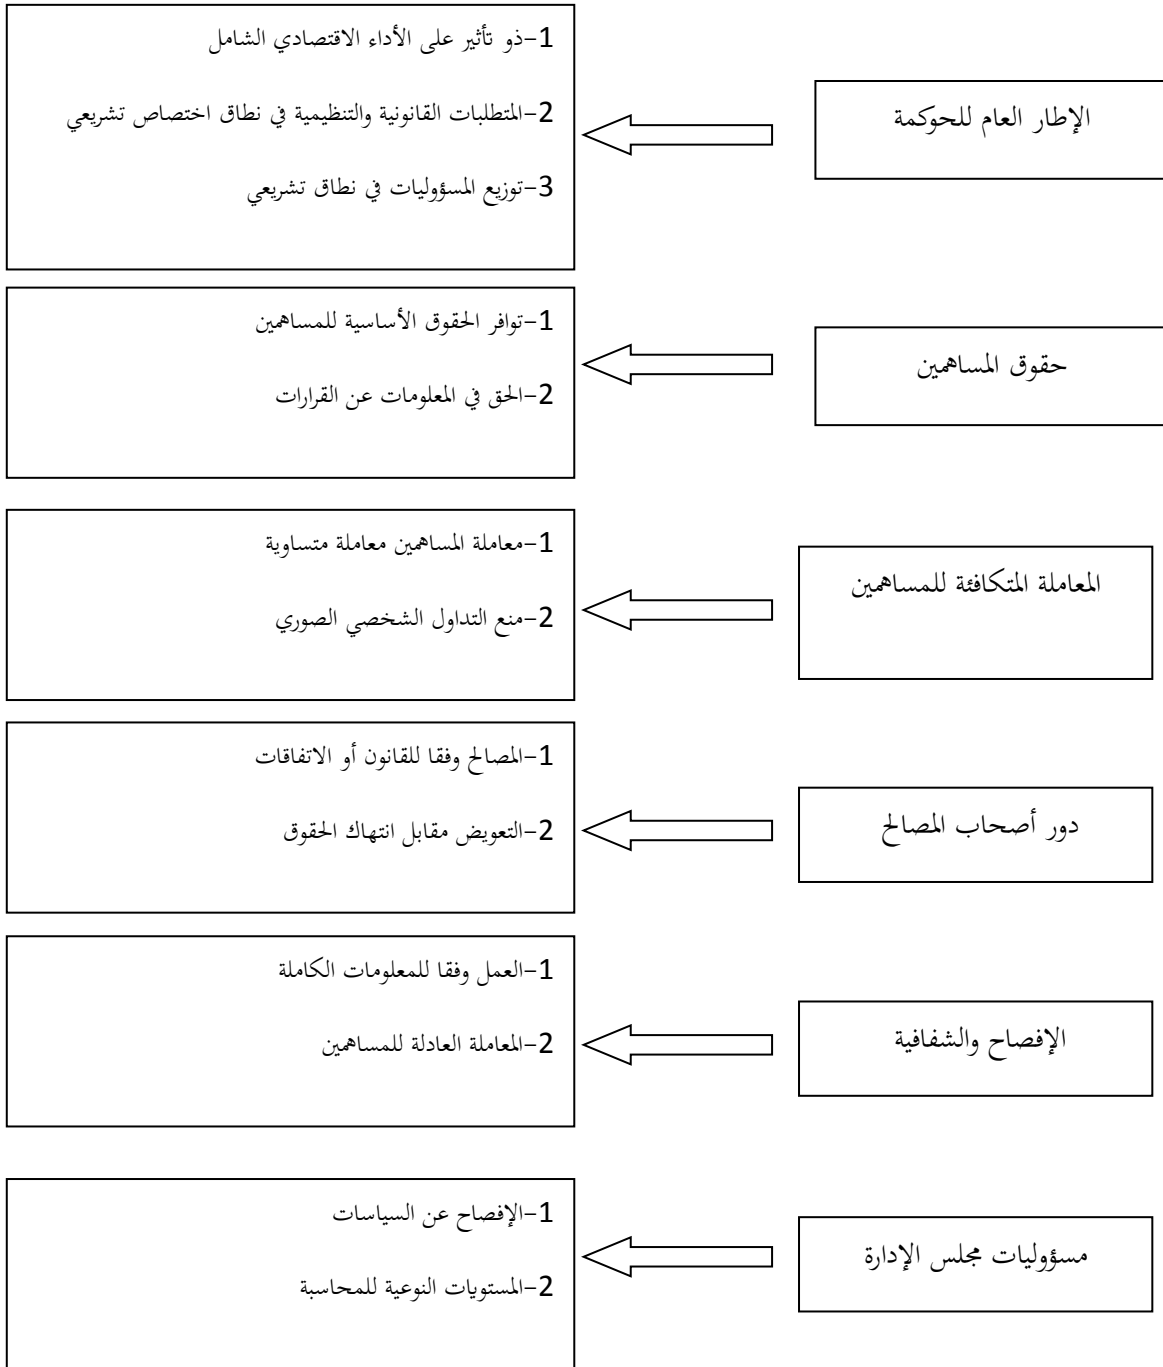 الإطار العام للحوكمة
1-ذو تأثير على الأداء الاقتصادي الشامل
2-المتطلبات القانونية والتنظيمية في نطاق اختصاص تشريعي
3-توزيع المسؤوليات في نطاق تشريعي
حقوق المساهمين
1-توافر الحقوق الأساسية للمساهمين
2-الحق في المعلومات عن القرارات
المعاملة المتكافئة للمساهمين
1-معاملة المساهمين معاملة متساوية
2-منع التداول الشخصي الصوري
دور أصحاب المصالح
1-المصالح وفقا للقانون أو الاتفاقات
2-التعويض مقابل انتهاك الحقوق
الإفصاح والشفافية
1-العمل وفقا للمعلومات الكاملة
2-المعاملة العادلة للمساهمين
مسؤوليات مجلس الإدارة
1-الإفصاح عن السياسات
2-المستويات النوعية للمحاسبة